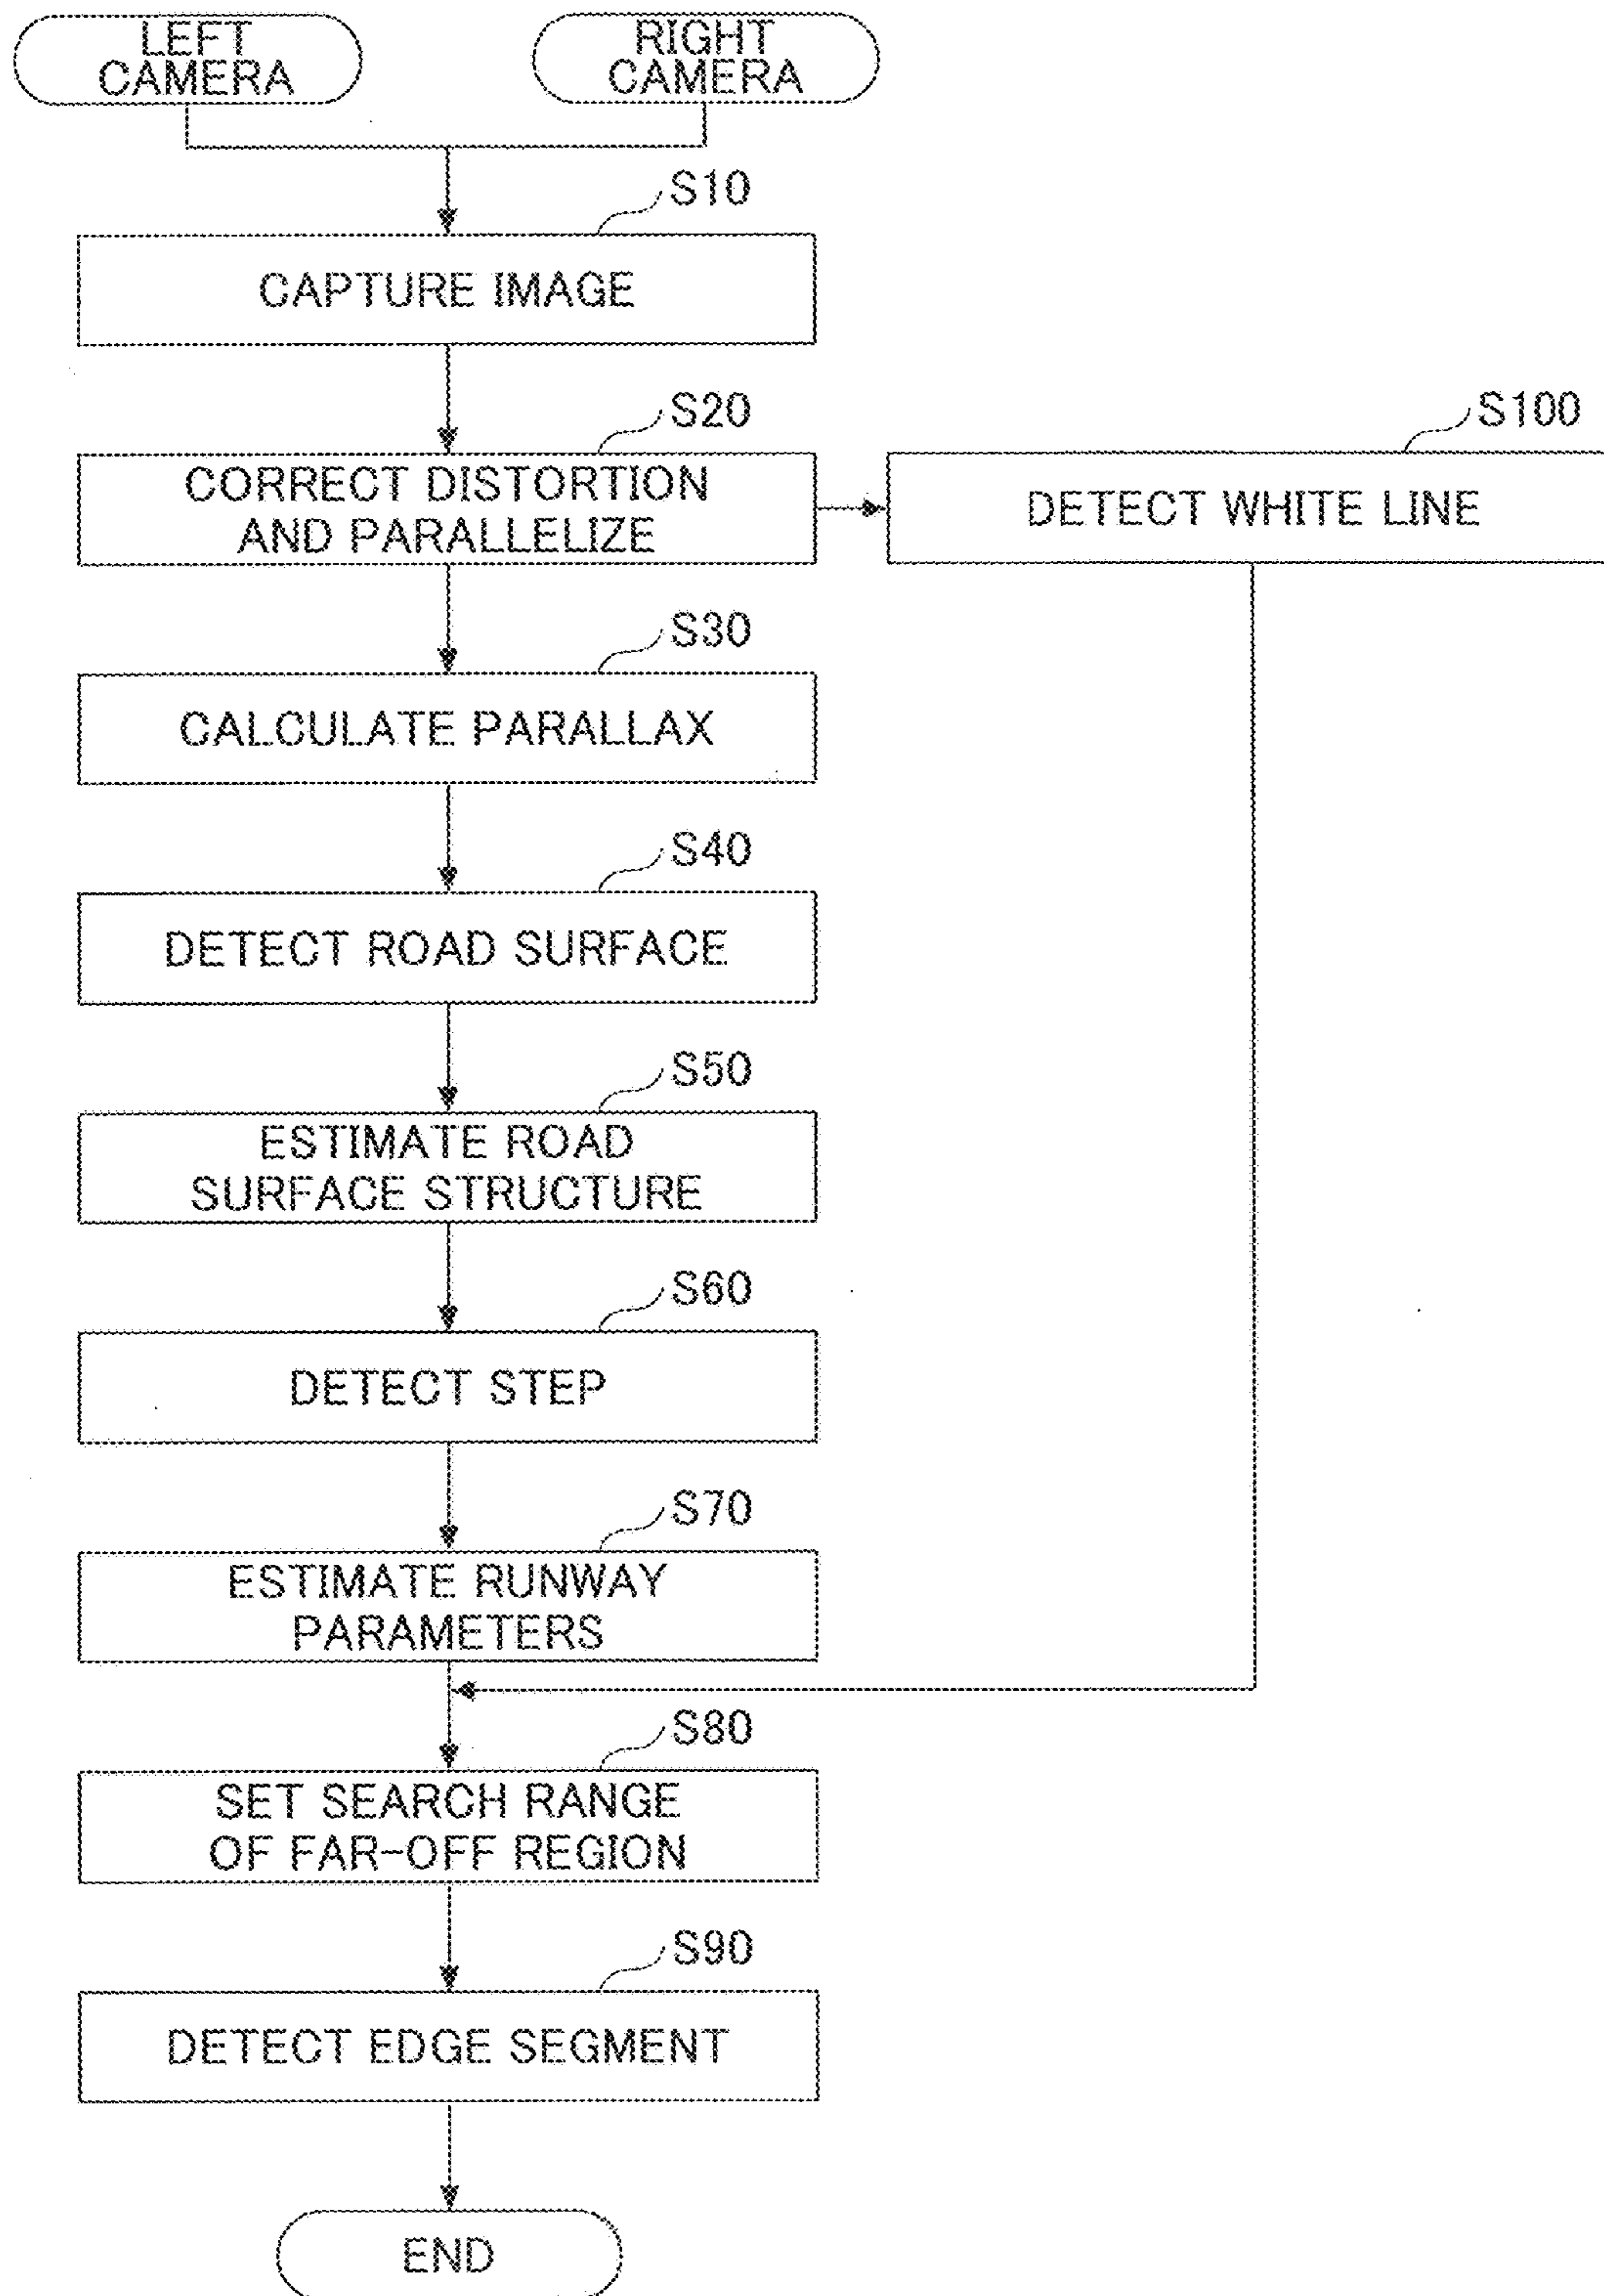 LEFT
CAMERA
RIGHT
CAMERA
S10
CAPTURE IMAGE
S20
CORRECT DISTORTION
AND PARALLELIZE
S100
DETECT WHITE LINE
S30
CALCULATE PARALLAX
S40
DETECT ROAD SURFACE
S50
ESTIMATE ROAD
SURFACE STRUCTURE
S60
DETECT STEP
S70
ESTIMATE RUNWAY
PARAMETERS
S80
SET SEARCH RANGE
OF FAR-OFF REGION
S90
DETECT EDGE SEGMENT
END